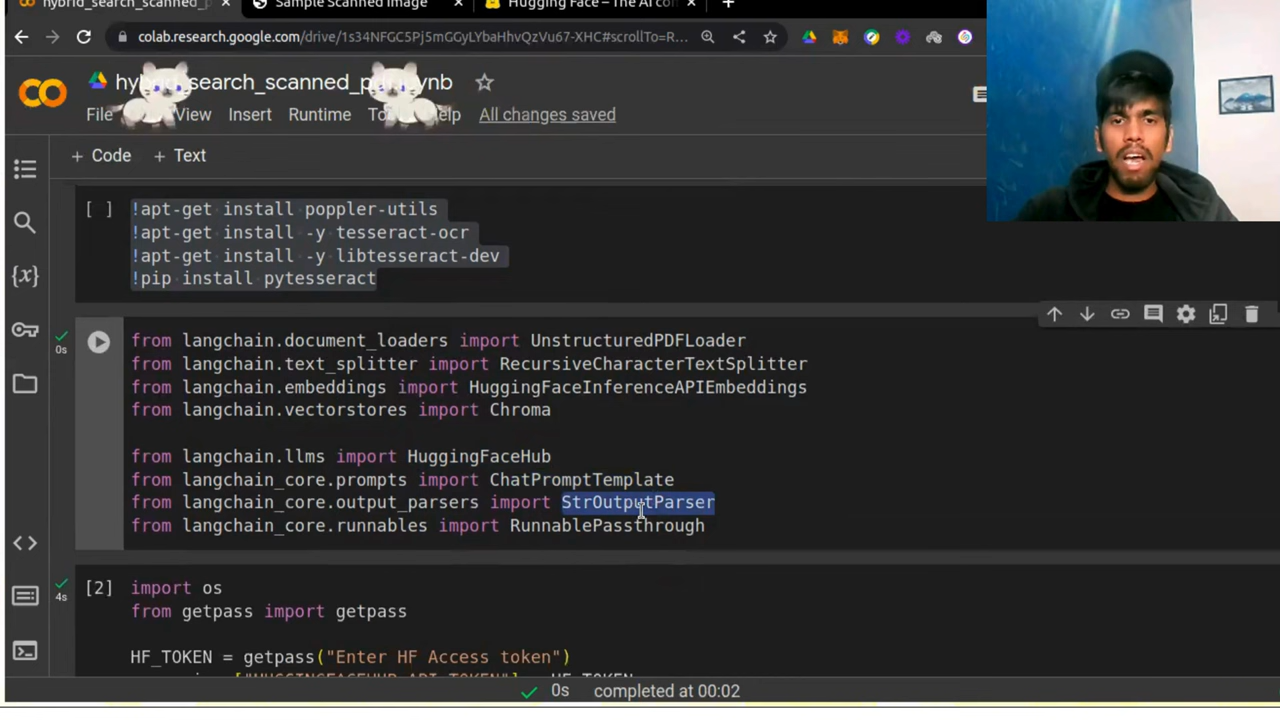 hybrid_search_scanned_p
Sample Scanned Image
Hugging Face – The AI co
colab.research.google.com/drive/1s34NFGC5Pj5mGGyLYbaHhvQzVu67-XHC#scrollTo=R...
hybrid_search_scanned_pdf.ipynb
File View Insert Runtime To Help All changes saved
+ Code + Text
[ ] !apt-get install poppler-utils
!apt-get install -y tesseract-ocr
!apt-get install -y libtesseract-dev
!pip install pytesseract
from langchain.document_loaders import UnstructuredPDFLoader
0s
from langchain.text_splitter import RecursiveCharacterTextSplitter
from langchain.embeddings import HuggingFaceInferenceAPIEmbeddings
from langchain.vectorstores import Chroma
from langchain.llms import HuggingFaceHub
from langchain_core.prompts import ChatPromptTemplate
from langchain_core.output_parsers import StrOutputParser
from langchain_core.runnables import RunnablePassthrough
[2] import os
4s
from getpass import getpass
HF_TOKEN = getpass("Enter HF Access token")
0s completed at 00:02